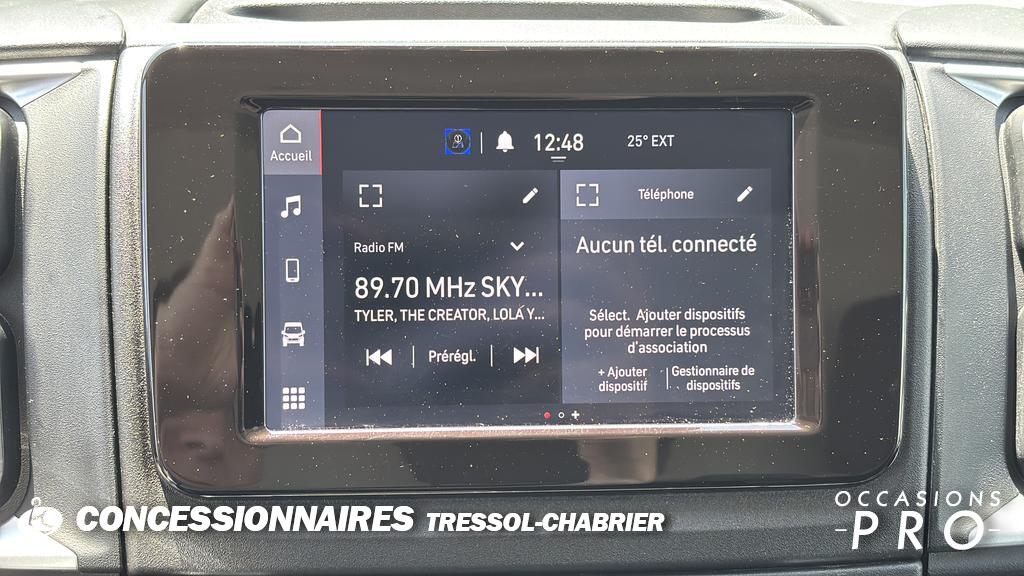 Accueil
12:48
25° EXT
Téléphone
Radio FM
89.70 MHz SKY...
TYLER, THE CREATOR, LOLA Y...
Prérégl.
Aucun tél. connecté
Sélect. Ajouter dispositifs
pour démarrer le processus
d'association
+ Ajouter
dispositif
Gestionnaire de
dispositifs
CONCESSIONNAIRES TRESSOL-CHABRIER
OCCASIONS
PRO